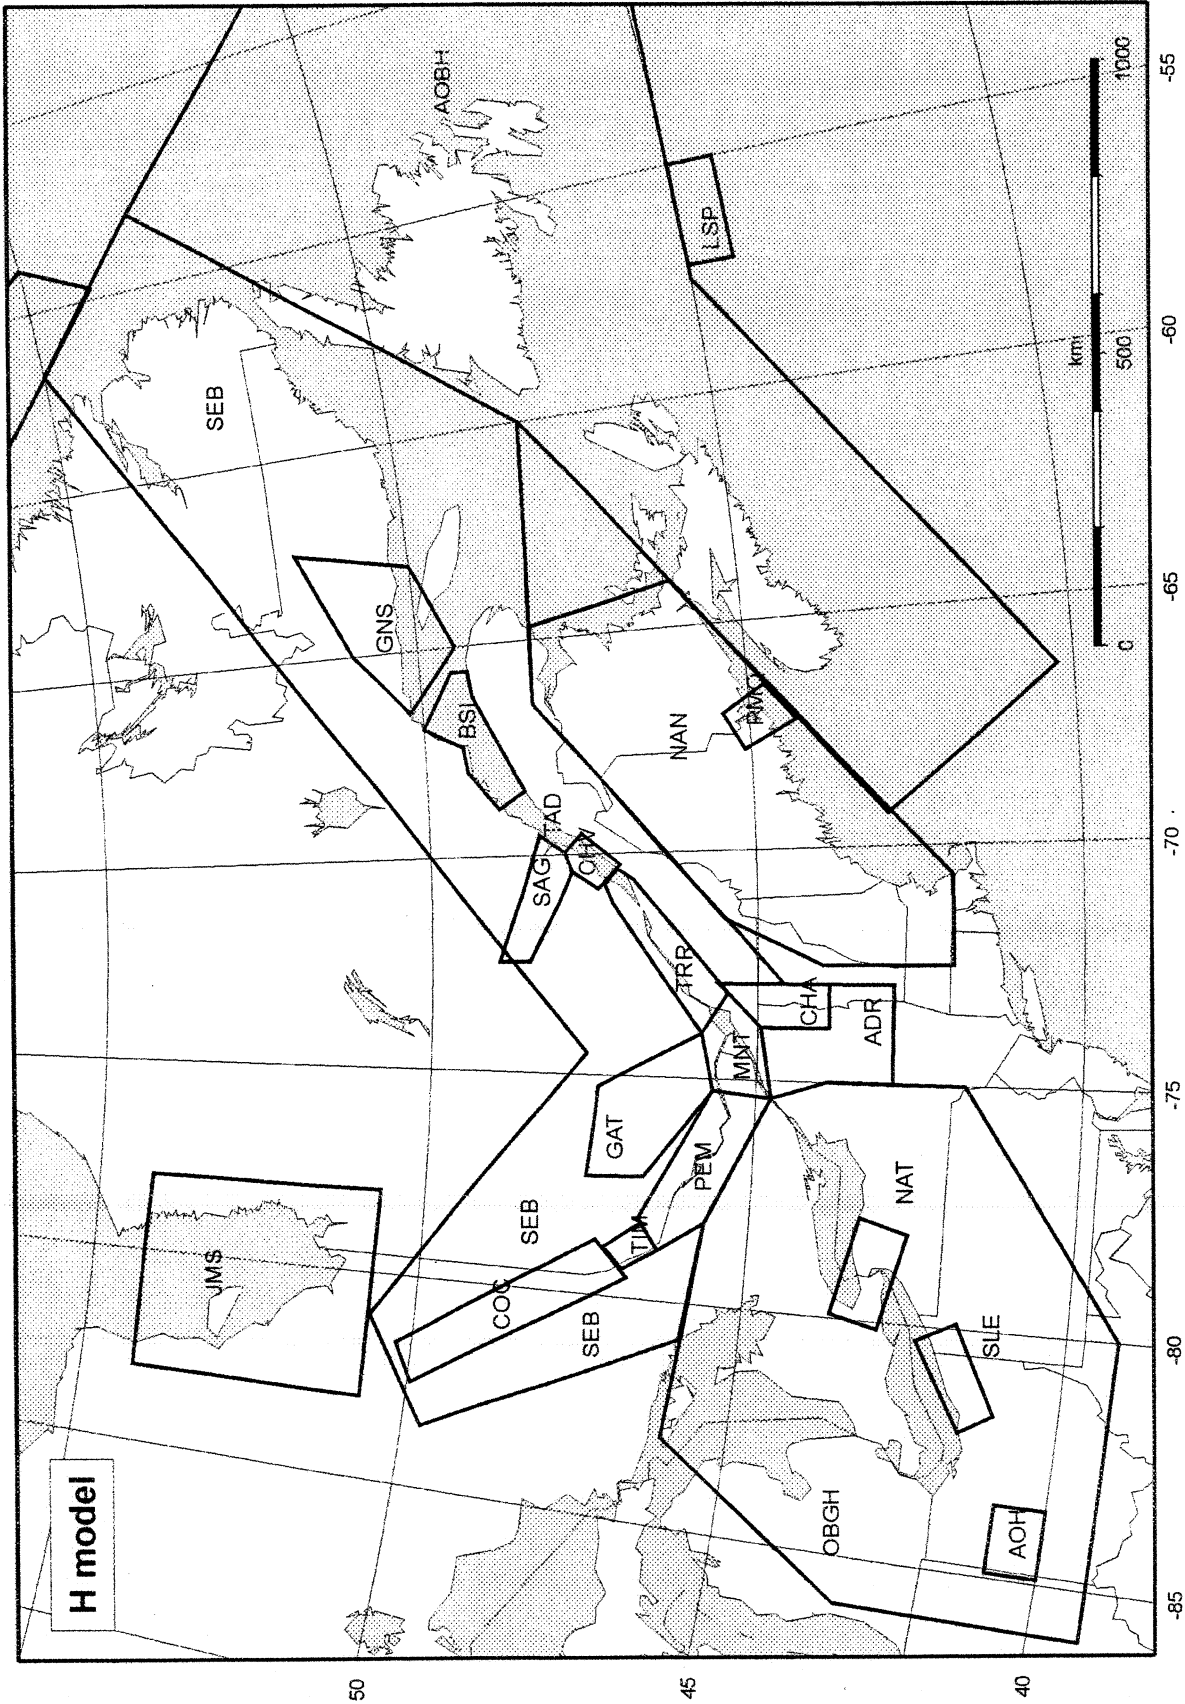 H model
SEB
AOBH
JMS
GNS
LSP
BSL
TAD
SAG
CHV
NAN
PMQ
TRR
COC
SEB
GAT
TIM
PEM
MNT
CHA
ADR
SEB
NAT
SLE
OBGH
AOH
km
0
500
1000
50
45
40
-85
-80
-75
-70
-65
-60
-55